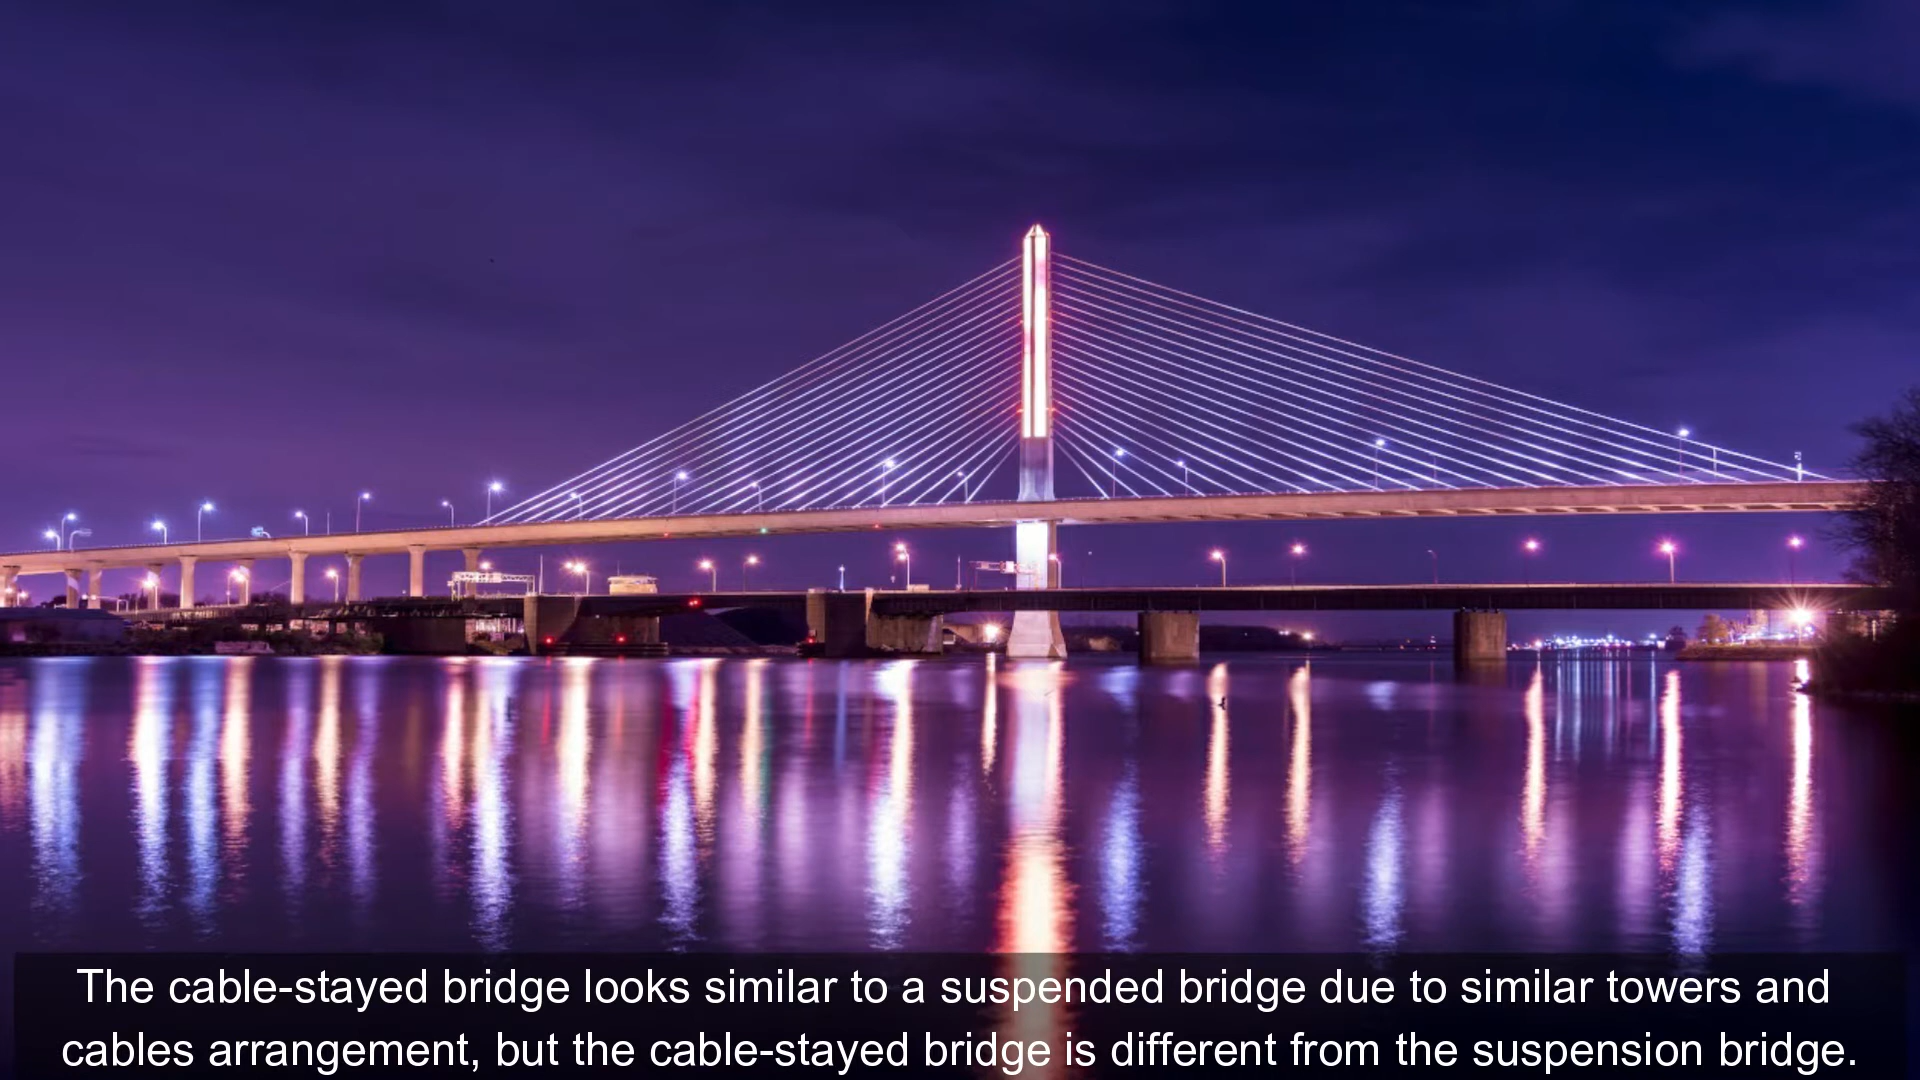 The cable-stayed bridge looks similar to a suspended bridge due to similar towers and
cables arrangement, but the cable-stayed bridge is different from the suspension bridge.